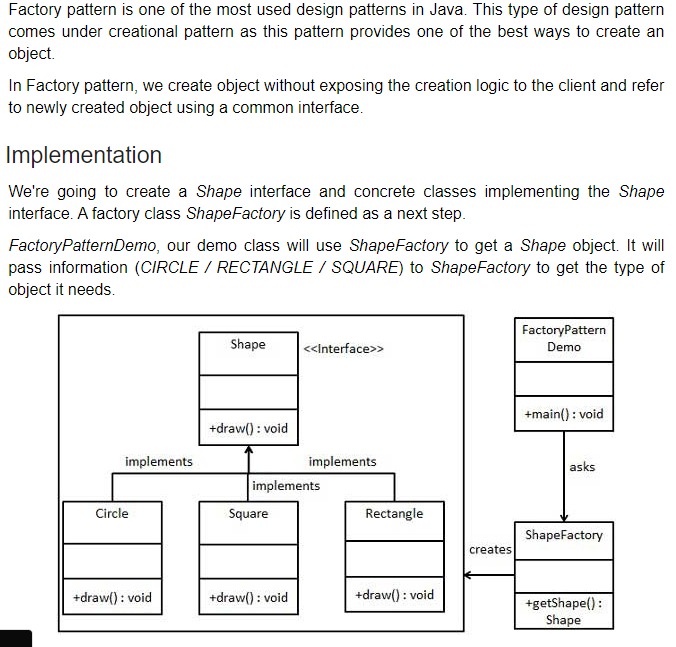 Factory pattern is one of the most used design patterns in Java. This type of design pattern
comes under creational pattern as this pattern provides one of the best ways to create an
object.
In Factory pattern, we create object without exposing the creation logic to the client and refer
to newly created object using a common interface.
Implementation
We're going to create a Shape interface and concrete classes implementing the Shape
interface. A factory class ShapeFactory is defined as a next step.
FactoryPatternDemo, our demo class will use ShapeFactory to get a Shape object. It will
pass information (CIRCLE / RECTANGLE / SQUARE) to ShapeFactory to get the type of
object it needs.
Shape
<<Interface>>
+draw() : void
FactoryPattern
Demo
+main() : void
implements
implements
implements
asks
Circle
+draw() : void
Square
+draw() : void
Rectangle
+draw() : void
creates
ShapeFactory
+getShape() :
Shape